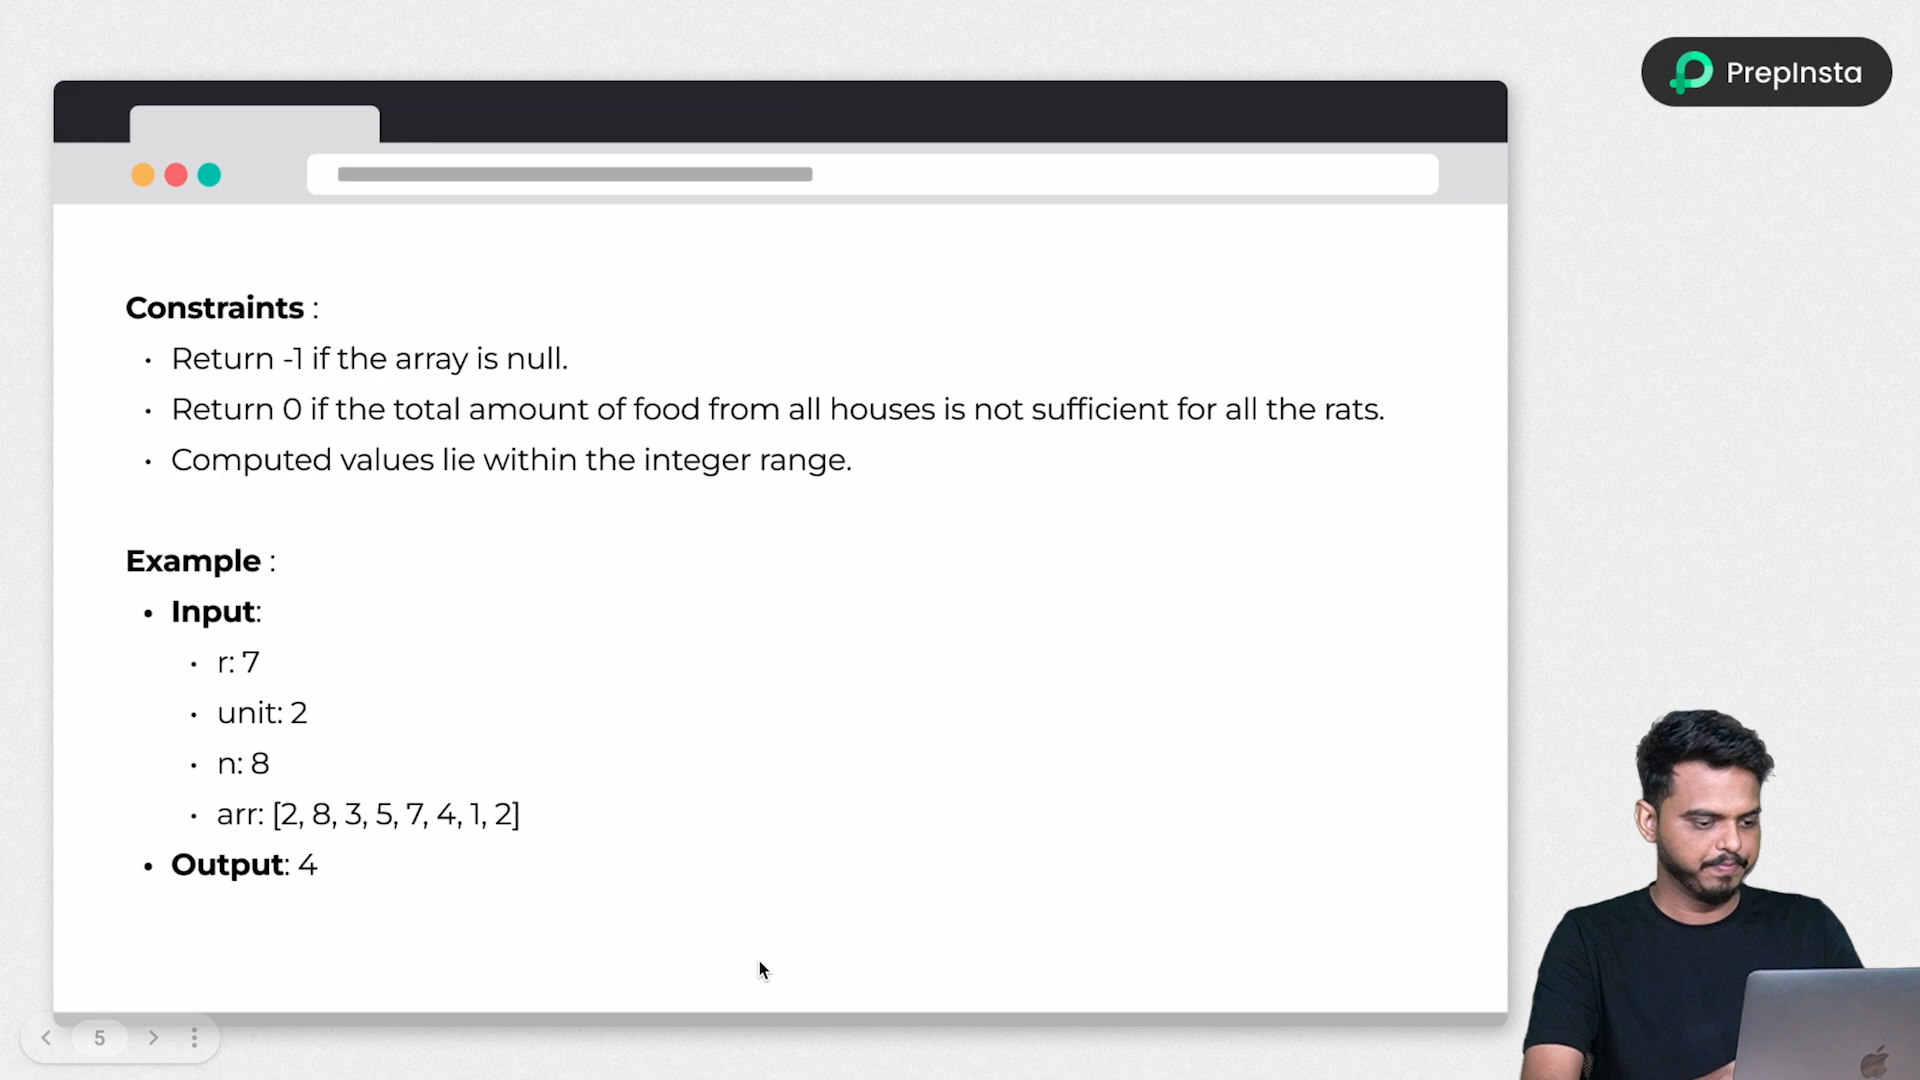 PrepInsta
Constraints :
• Return -1 if the array is null.
• Return 0 if the total amount of food from all houses is not sufficient for all the rats.
• Computed values lie within the integer range.
Example :
• Input:
• r: 7
• unit: 2
• n: 8
• arr: [2, 8, 3, 5, 7, 4, 1, 2]
• Output: 4
5